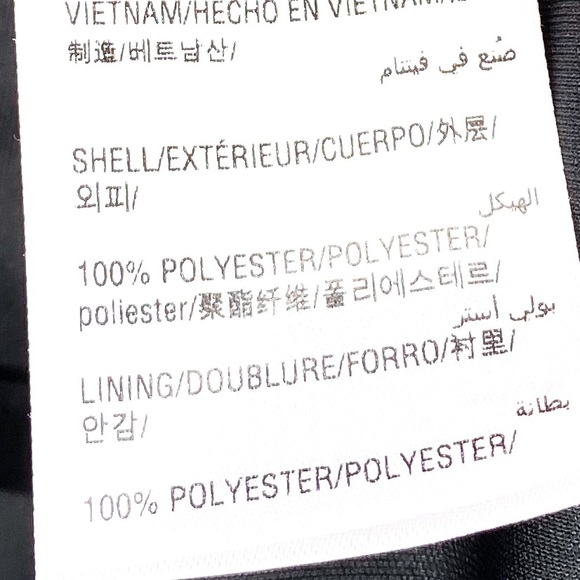 VIETNAM/HECHO EN VIETNAM/
制造/베트남산/
صُنع في فيتنام
SHELL/EXTÉRIEUR/CUERPO/外层/
외피/
الهيكل
100% POLYESTER/POLYESTER/
poliester/聚酯纤维/폴리에스테르/
بولي أستر
LINING/DOUBLURE/FORRO/衬里/
안감/
بطانة
100% POLYESTER/POLYESTER/